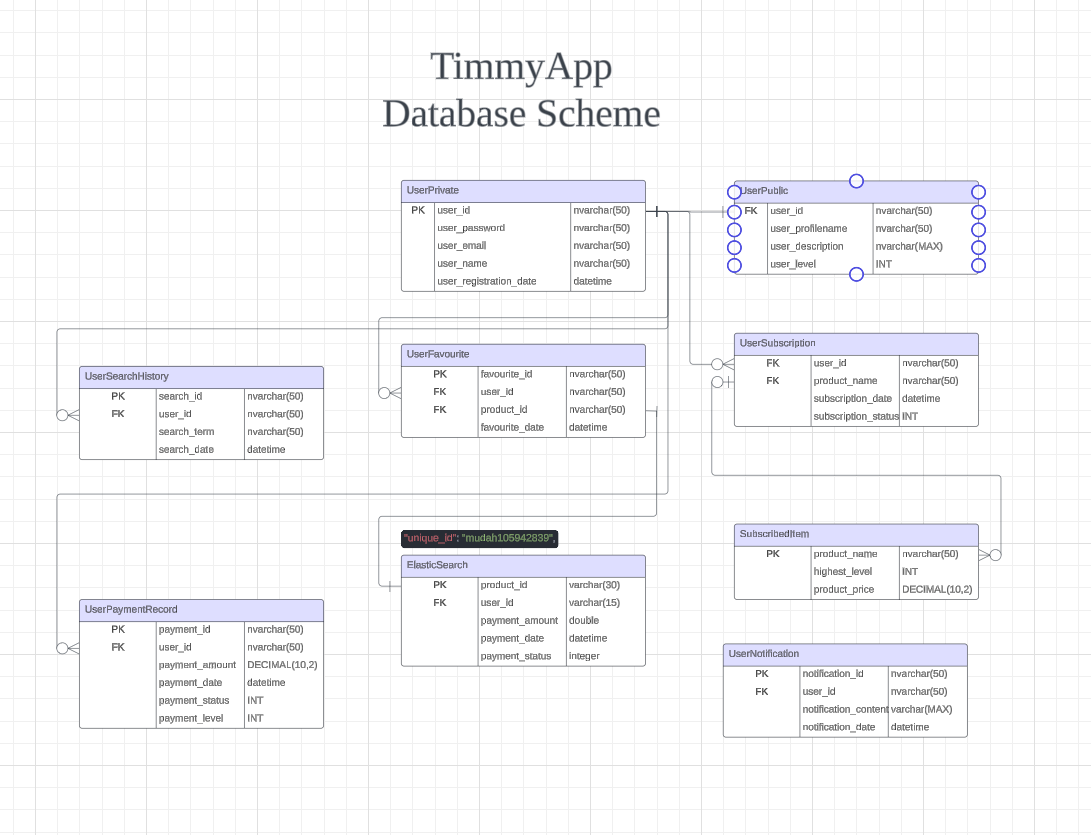 TimmyApp
Database Scheme
UserPrivate
PK user_id nvarchar(50)
user_password nvarchar(50)
user_email nvarchar(50)
user_name nvarchar(50)
user_registration_date datetime
UserPublic
FK user_id nvarchar(50)
user_profilename nvarchar(50)
user_description nvarchar(MAX)
user_level INT
UserSearchHistory
PK search_id nvarchar(50)
FK user_id nvarchar(50)
search_term nvarchar(50)
search_date datetime
UserFavourite
PK favourite_id nvarchar(50)
FK user_id nvarchar(50)
FK product_id nvarchar(50)
favourite_date datetime
UserSubscription
FK user_id nvarchar(50)
FK product_name nvarchar(50)
subscription_date datetime
subscription_status INT
"unique_id": "mudah105942839",
ElasticSearch
PK product_id varchar(30)
FK user_id varchar(15)
payment_amount double
payment_date datetime
payment_status integer
SubscribedItem
PK product_name nvarchar(50)
highest_level INT
product_price DECIMAL(10,2)
UserPaymentRecord
PK payment_id nvarchar(50)
FK user_id nvarchar(50)
payment_amount DECIMAL(10,2)
payment_date datetime
payment_status INT
payment_level INT
UserNotification
PK notification_id nvarchar(50)
FK user_id nvarchar(50)
notification_content varchar(MAX)
notification_date datetime